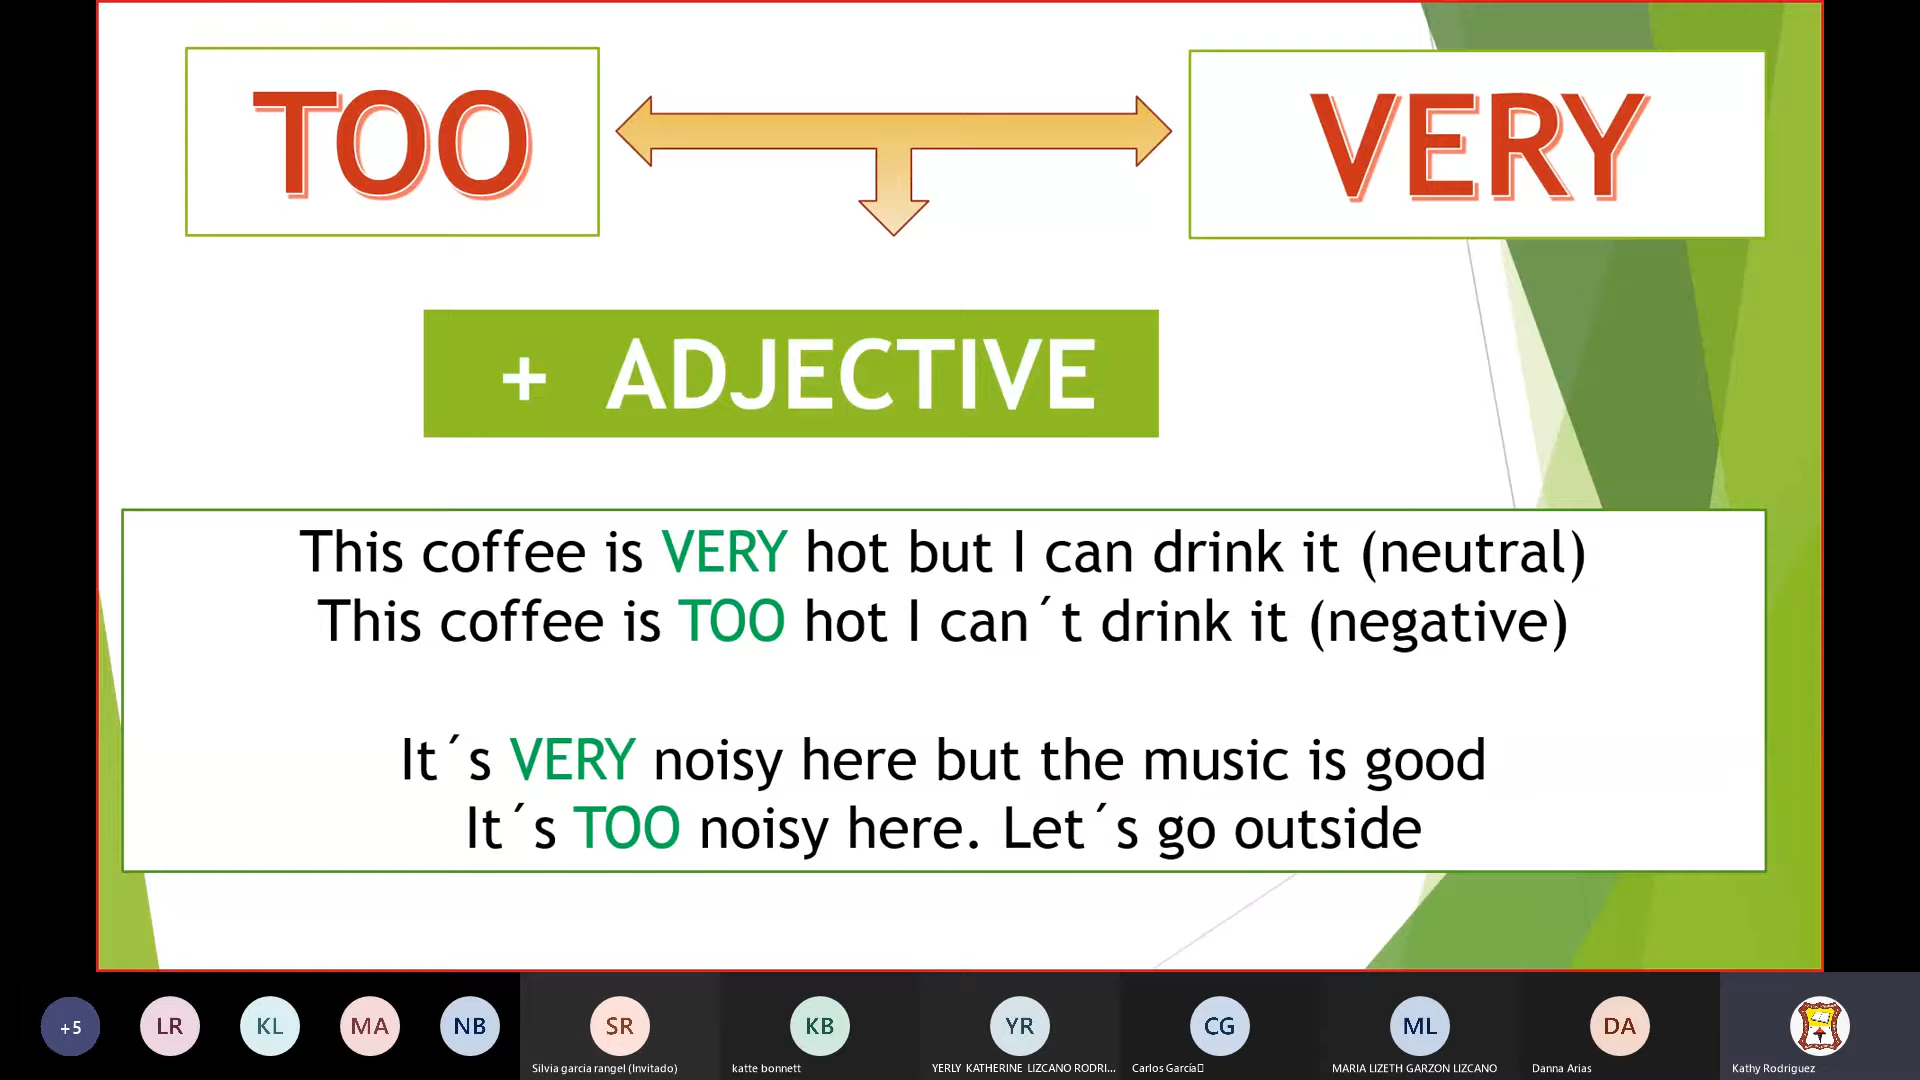 TOO
VERY
+ ADJECTIVE
This coffee is VERY hot but I can drink it (neutral)
This coffee is TOO hot I can´t drink it (negative)
It´s VERY noisy here but the music is good
It´s TOO noisy here. Let´s go outside
+5
LR
KL
MA
NB
SR
KB
YR
CG
ML
DA
Silvia garcia rangel (Invitado)
katte bonnett
YERLY KATHERINE LIZCANO RODRI...
Carlos García
MARIA LIZETH GARZON LIZCANO
Danna Arias
Kathy Rodriguez